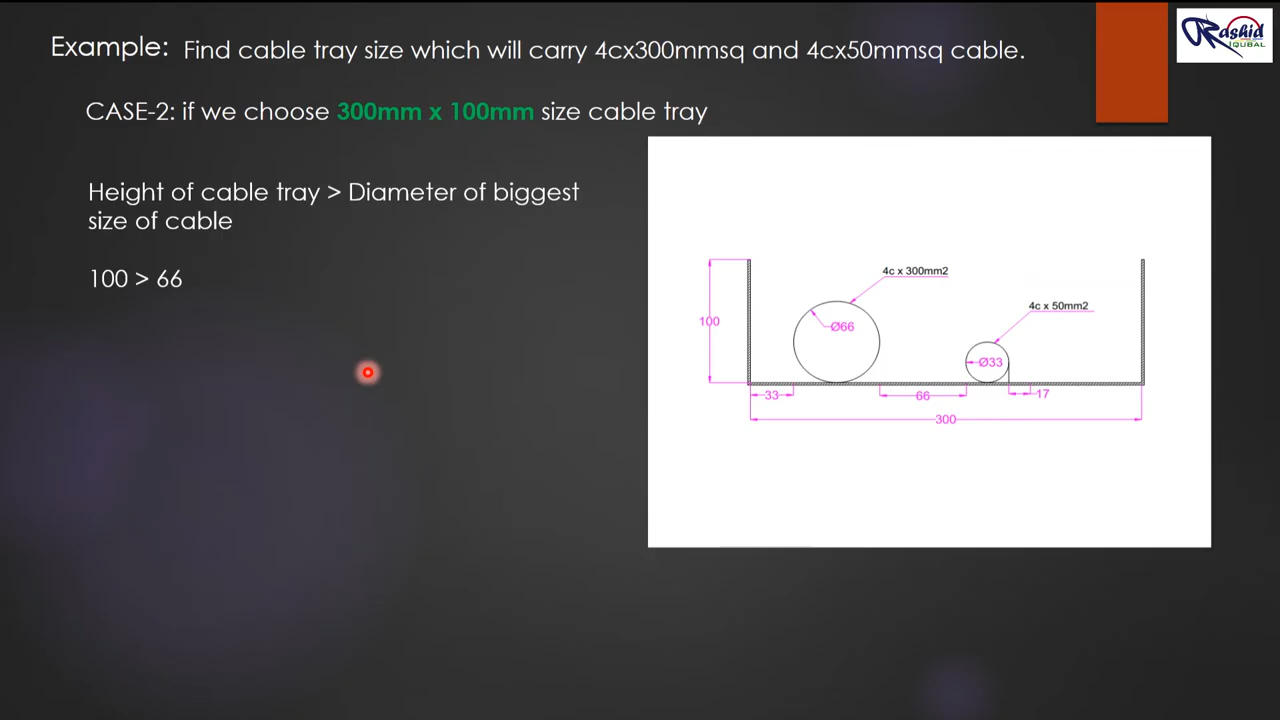 Example: Find cable tray size which will carry 4cx300mmsq and 4cx50mmsq cable.
Rashid
IQUBAL
CASE-2: if we choose 300mm x 100mm size cable tray
Height of cable tray > Diameter of biggest
size of cable
100 > 66
4c x 300mm2
4c x 50mm2
100
Ø66
Ø33
33
66
17
300